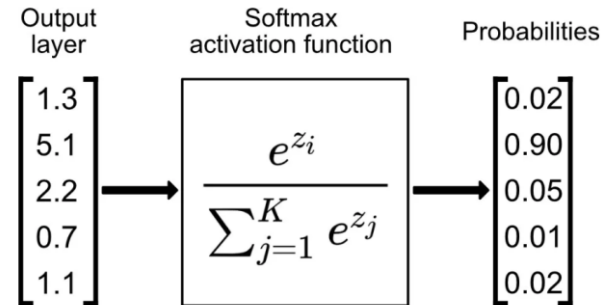 Output
layer
Softmax
activation function
Probabilities
1.3
5.1
2.2
0.7
1.1
e^{z_i}
∑_{j=1}^{K} e^{z_j}
0.02
0.90
0.05
0.01
0.02